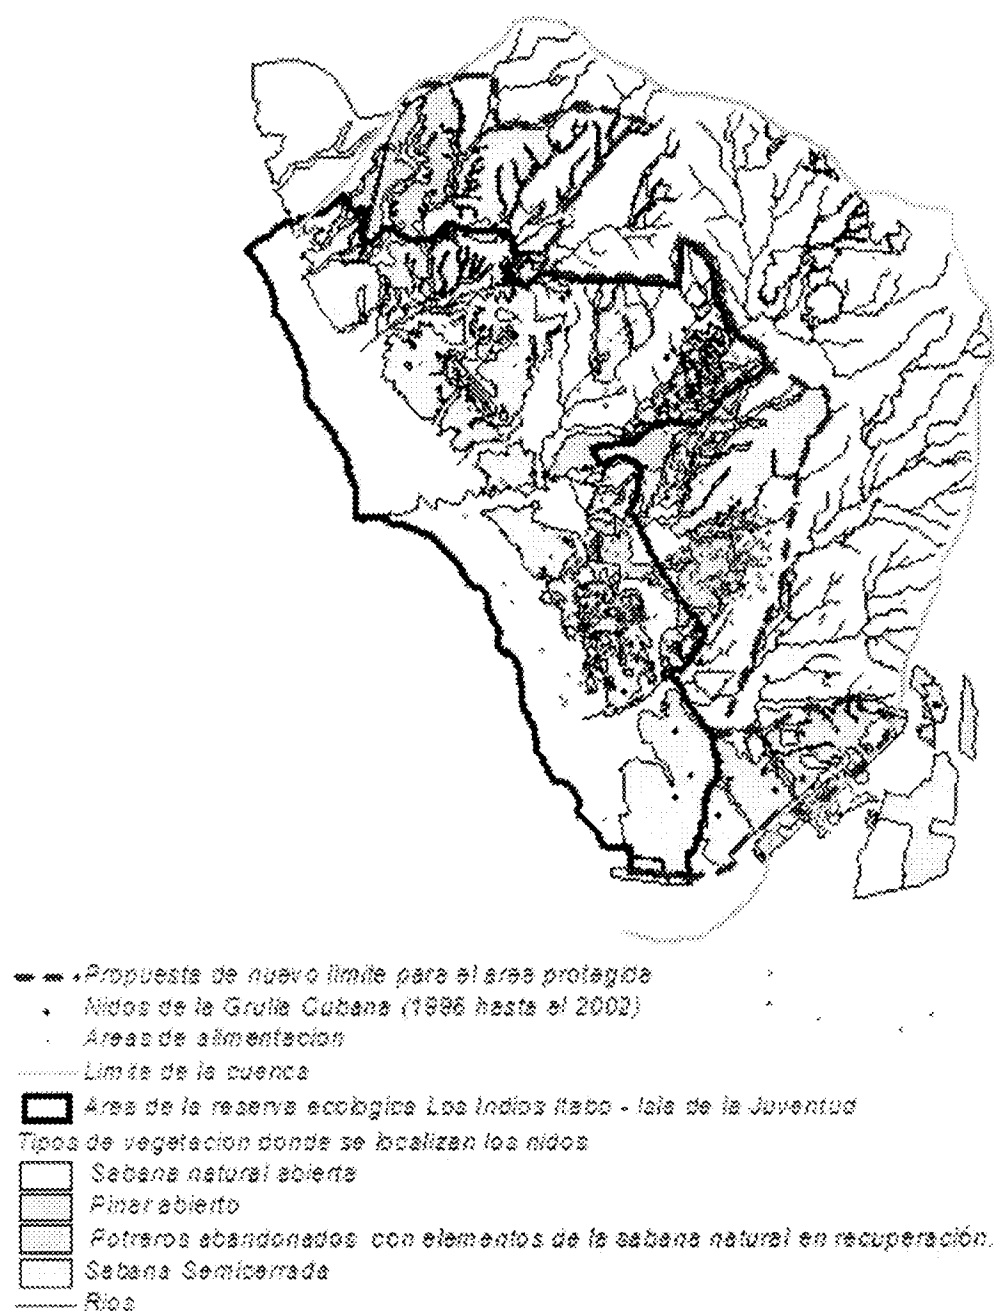 Propuesta de nuevo limite para el area protegida
Nidos de la Grulla Cubana (1996 hasta el 2002)
Areas de alimentacion
Limite de la cuenca
Area de la reserva ecologica Los Indios Itabo - Isla de la Juventud
Tipos de vegetacion donde se localizan los nidos
Sabana natural abierta
Pinar abierto
Potreros abandonados con elementos de la sabana natural en recuperación.
Sabana Semicerrada
Rios